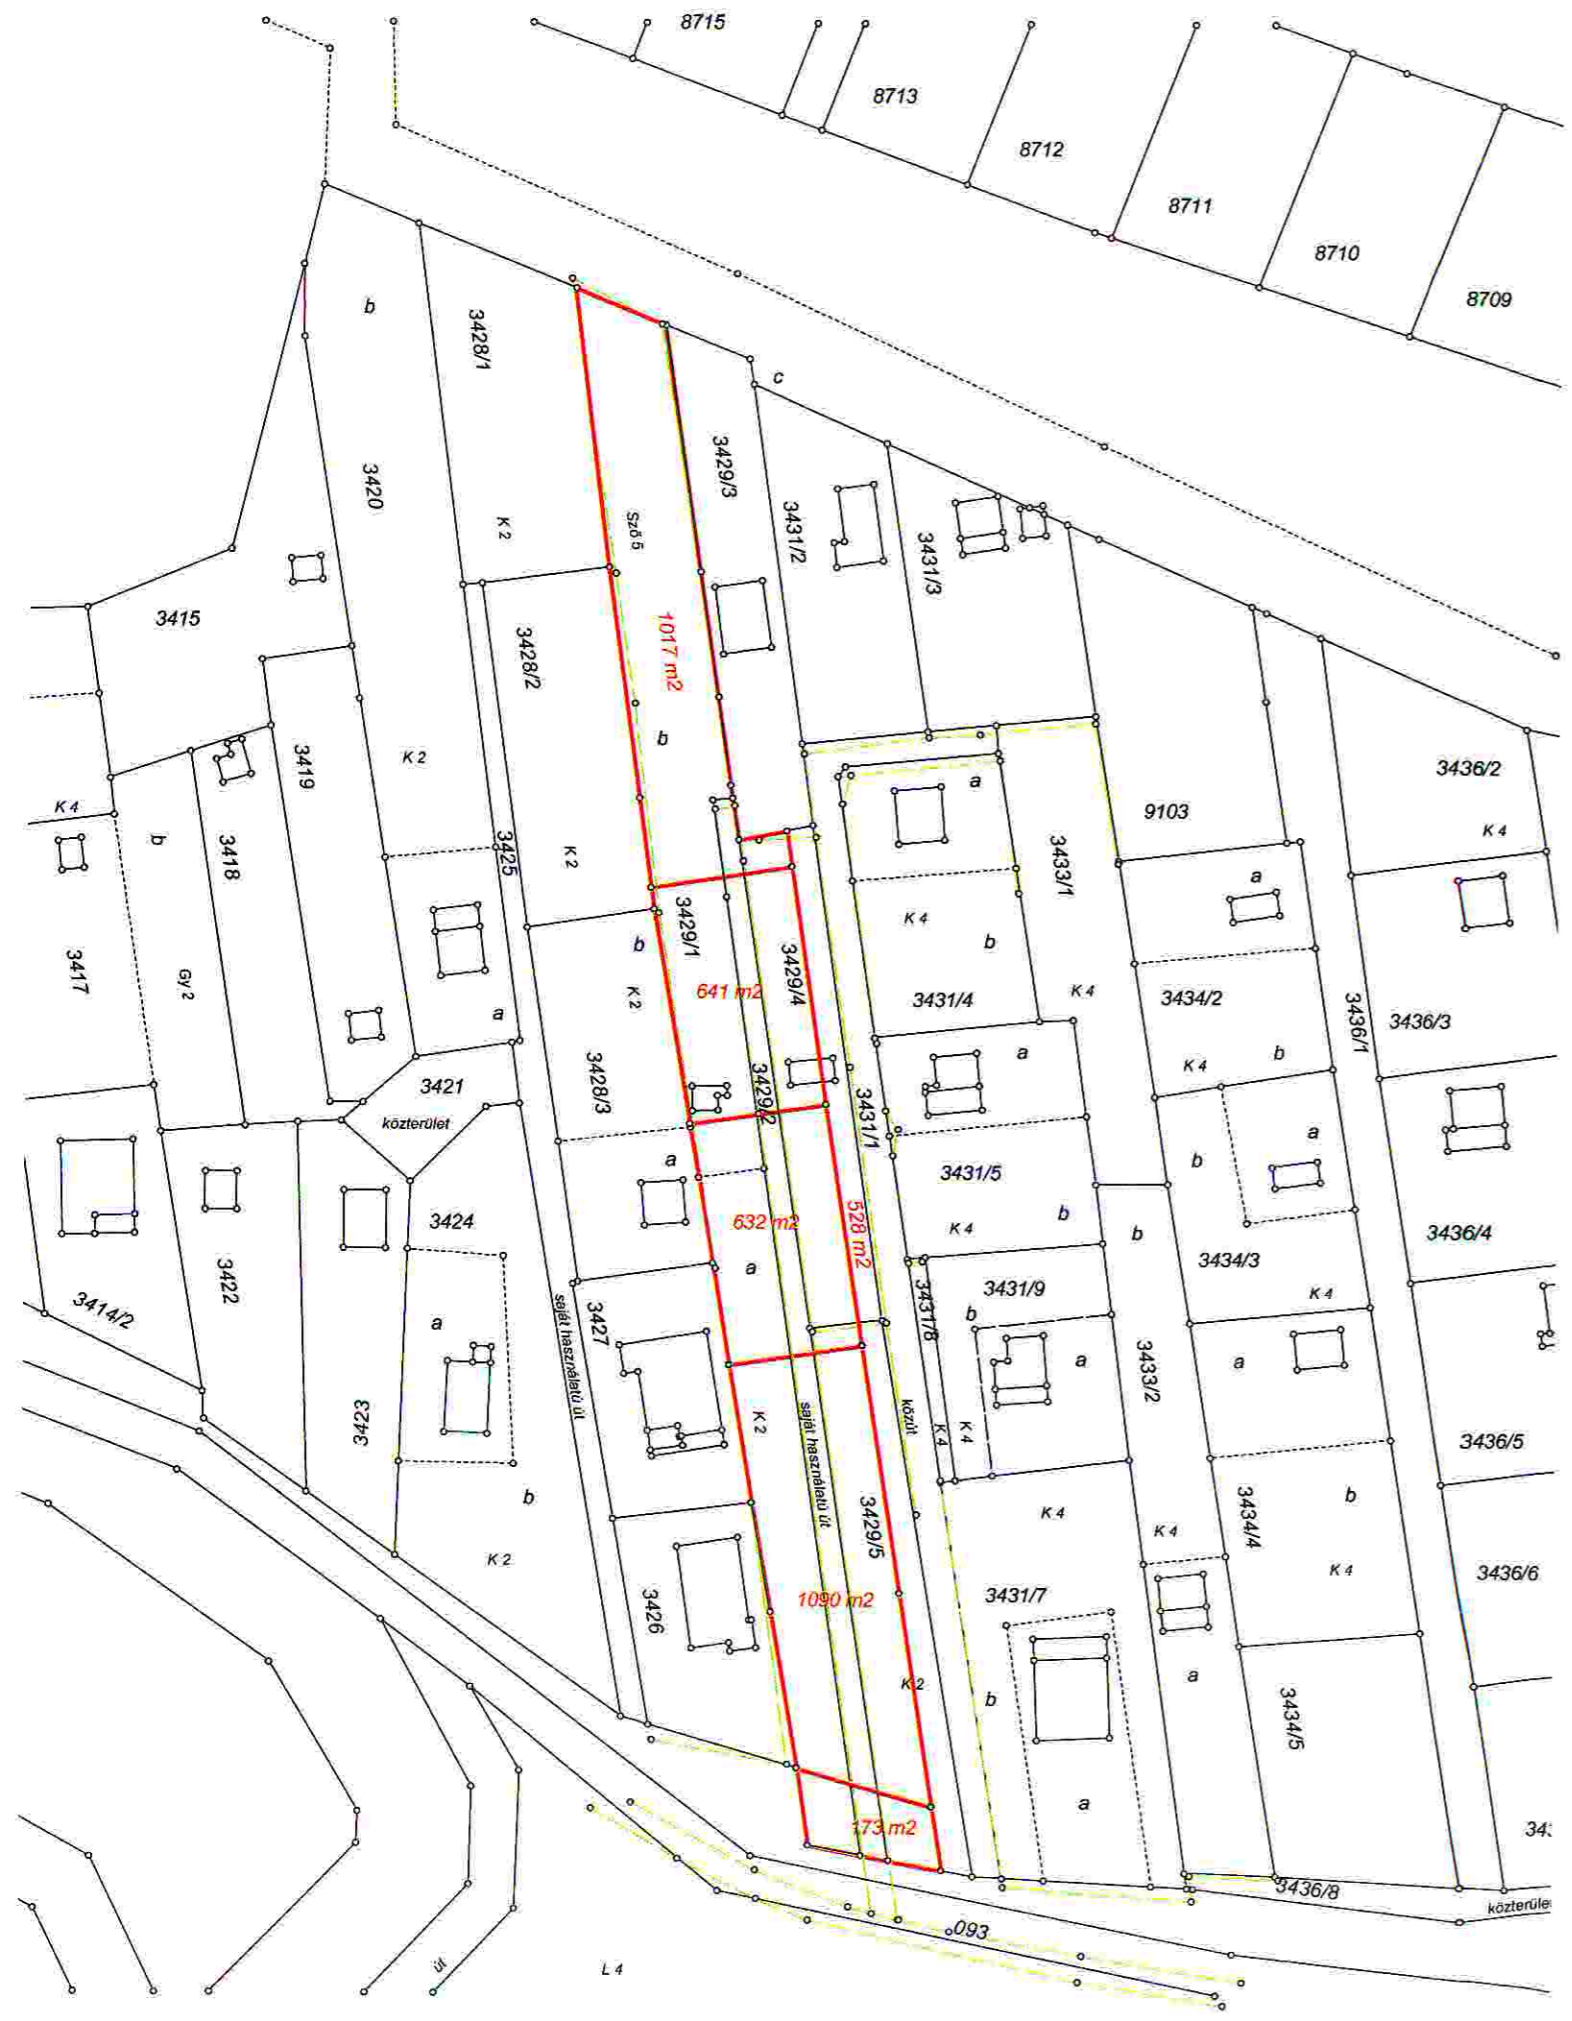 8715
8713
8712
8711
8710
8709
b
3428/1
c
3429/3
3420
K 2
Sző 5
3431/2
3431/3
3415
1017 m2
3428/2
b
3419
K 2
a
3436/2
K 4
9103
K 4
b
3418
3425
K 2
3433/1
a
3429/1
b
K 4
b
3417
Gy 2
K 2
641 m2
3429/4
3431/4
K 4
3434/2
3436/1
3436/3
a
3428/3
a
K 4
b
3421
közterület
3429/2
3431/1
a
a
3431/5
b
b
3424
632 m2
528 m2
K 4
b
3436/4
3422
a
3434/3
3414/2
3427
3431/8
3431/9
K 4
a
saját használatú út
b
a
3433/2
a
3423
K 2
saját használatú út
közút
K 4
K 4
3436/5
b
3429/5
K 4
K 4
3434/4
b
K 2
1090 m2
3431/7
K 4
3436/6
3426
K 2
b
a
3434/5
a
173 m2
343
3436/8
közterüle
093
út
L 4